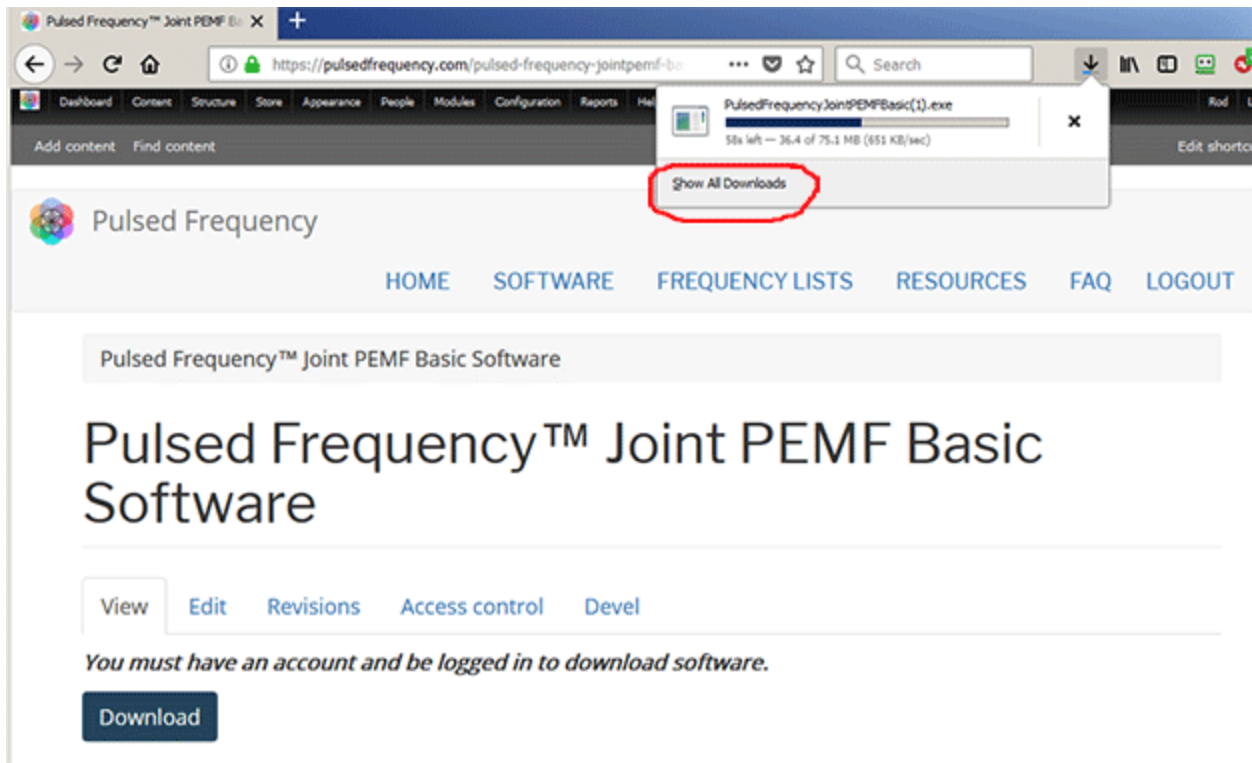 Pulsed Frequency™ Joint PEMF Ba
https://pulsedfrequency.com/pulsed-frequency-jointpemf-ba
Search
Dashboard Content Structure Store Appearance People Modules Configuration Reports Hel
Rod
PulsedFrequencyJointPEMFBasic(1).exe
58s left — 36.4 of 75.1 MB (651 KB/sec)
Add content Find content
Edit shortc
Show All Downloads
Pulsed Frequency
HOME SOFTWARE FREQUENCY LISTS RESOURCES FAQ LOGOUT
Pulsed Frequency™ Joint PEMF Basic Software
Pulsed Frequency™ Joint PEMF Basic
Software
View Edit Revisions Access control Devel
You must have an account and be logged in to download software.
Download